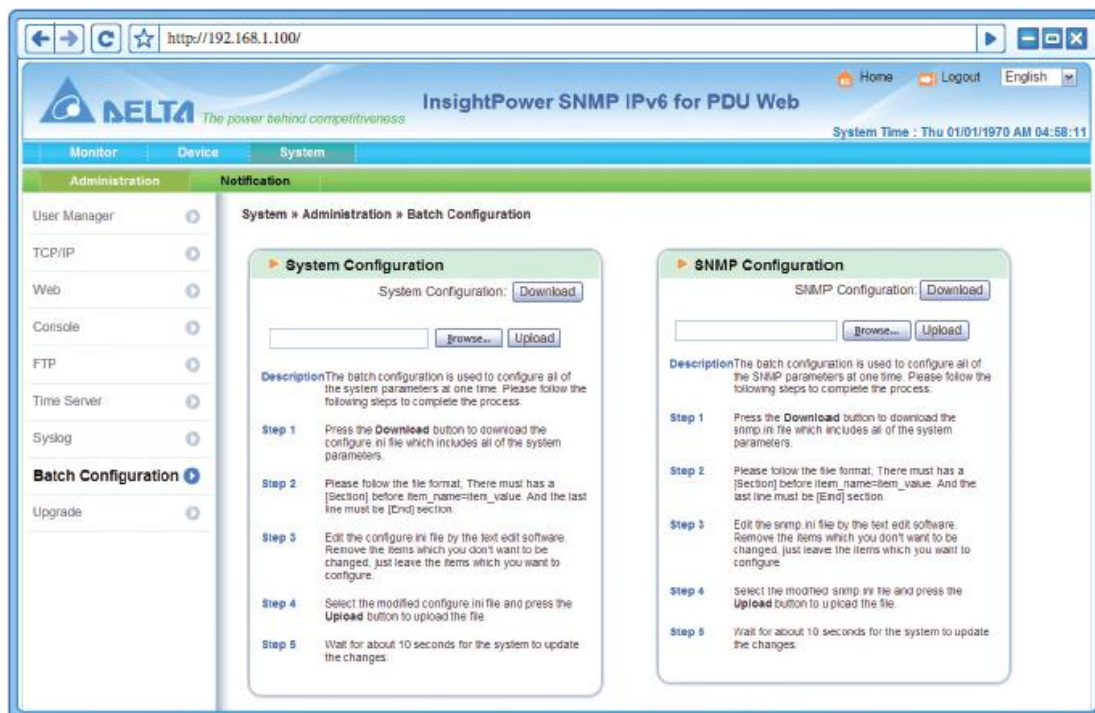 http://192.168.1.100/
Home
Logout
English
DELTA
The power behind competitiveness
InsightPower SNMP IPv6 for PDU Web
System Time : Thu 01/01/1970 AM 04:58:11
Monitor
Device
System
Administration
Notification
User Manager
TCP/IP
Web
Console
FTP
Time Server
Syslog
Batch Configuration
Upgrade
System » Administration » Batch Configuration
System Configuration
System Configuration: Download
Browse... Upload
Description The batch configuration is used to configure all of
the system parameters at one time. Please follow the
following steps to complete the process.
Step 1 Press the Download button to download the
configure.ini file which includes all of the system
parameters.
Step 2 Please follow the file format, There must has a
[Section] before item_name=item_value. And the last
line must be [End] section.
Step 3 Edit the configure.ini file by the text edit software.
Remove the items which you don't want to be
changed, just leave the items which you want to
configure.
Step 4 Select the modified configure.ini file and press the
Upload button to upload the file.
Step 5 Wait for about 10 seconds for the system to update
the changes.
SNMP Configuration
SNMP Configuration: Download
Browse... Upload
Description The batch configuration is used to configure all of
the SNMP parameters at one time. Please follow the
following steps to complete the process.
Step 1 Press the Download button to download the
snmp.ini file which includes all of the system
parameters.
Step 2 Please follow the file format, There must has a
[Section] before item_name=item_value. And the
last line must be [End] section.
Step 3 Edit the snmp.ini file by the text edit software.
Remove the items which you don't want to be
changed, just leave the items which you want to
configure.
Step 4 Select the modified snmp.ini file and press the
Upload button to upload the file.
Step 5 Wait for about 10 seconds for the system to update
the changes.